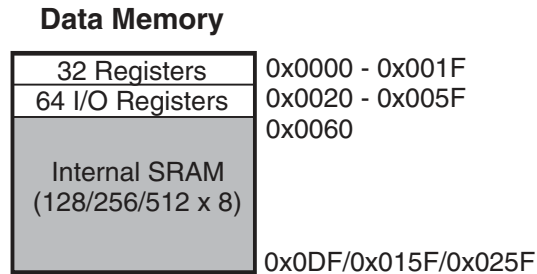 Data Memory
32 Registers 0x0000 - 0x001F
64 I/O Registers 0x0020 - 0x005F
0x0060
Internal SRAM
(128/256/512 x 8)
0x0DF/0x015F/0x025F